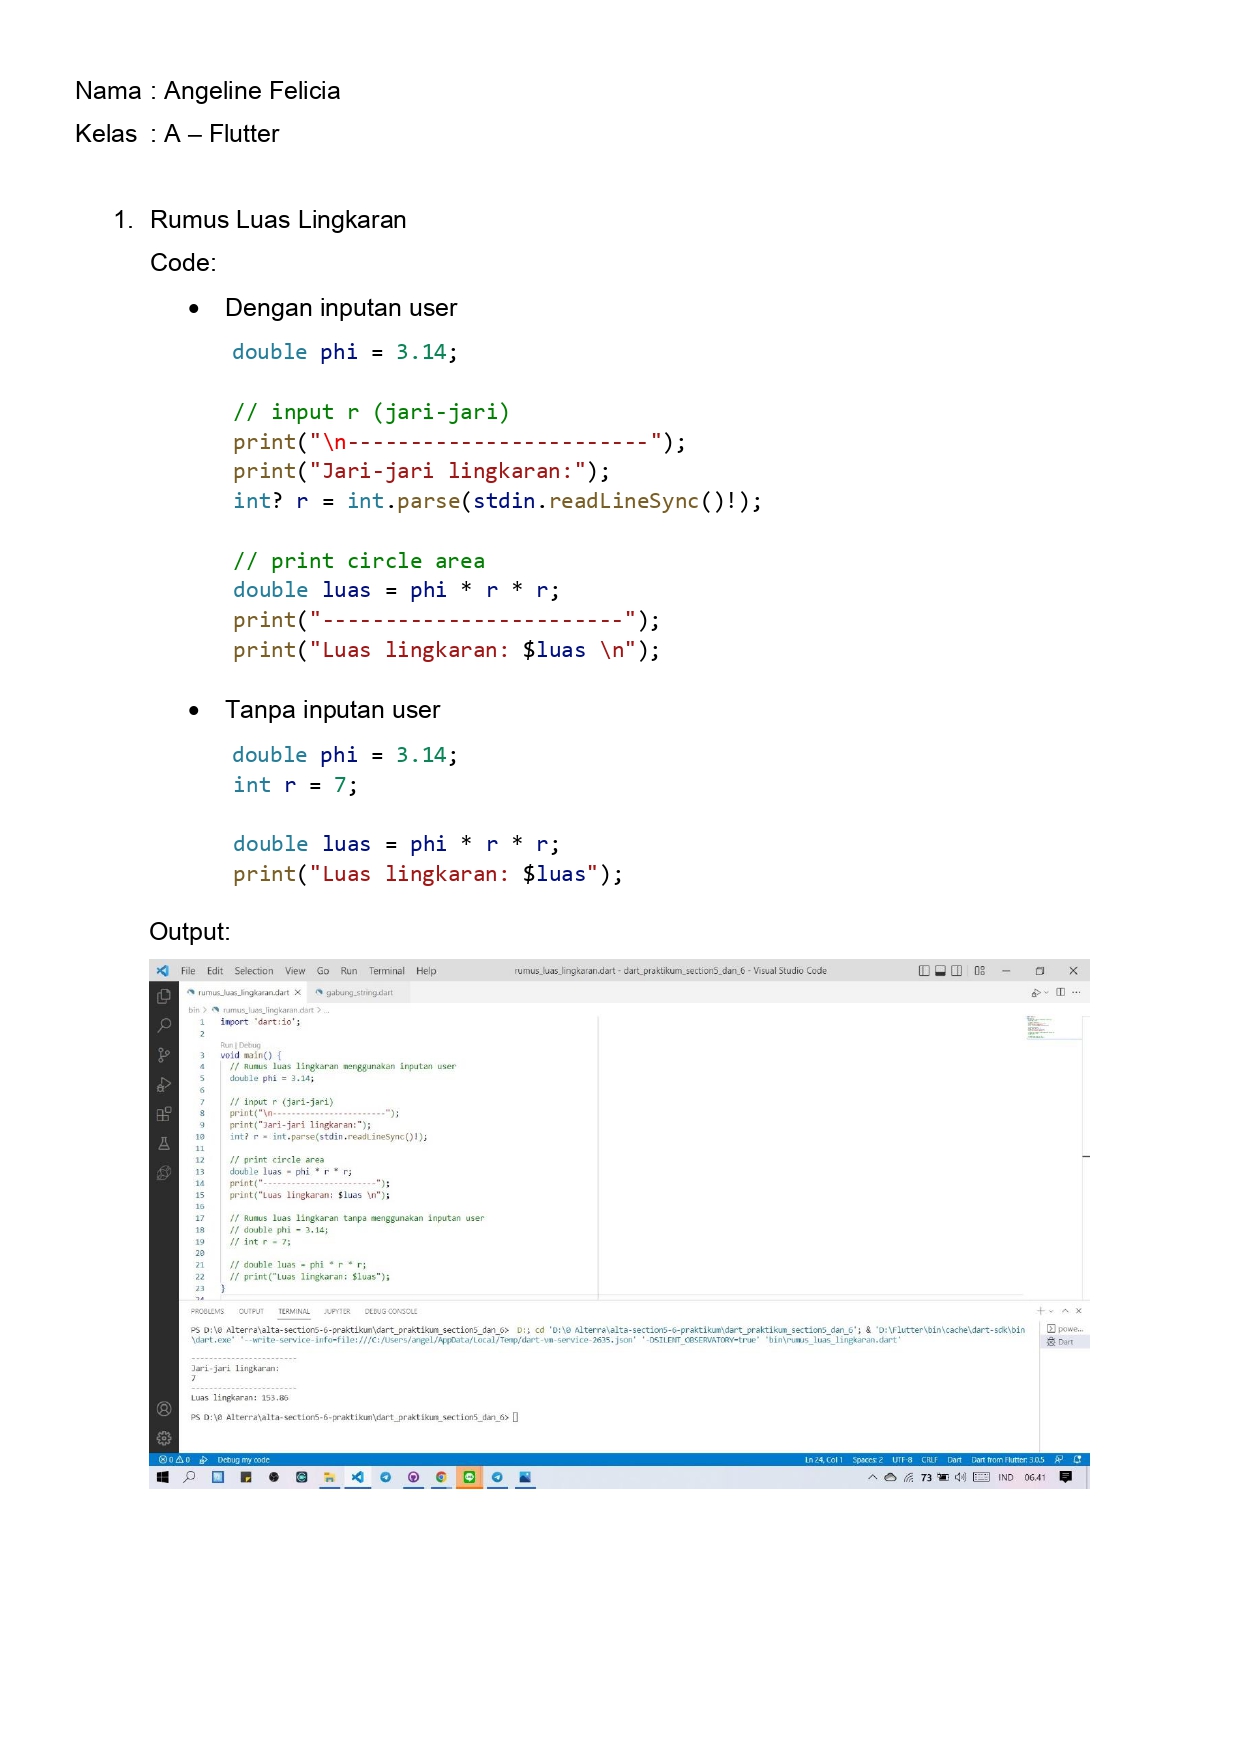 Nama : Angeline Felicia
Kelas : A – Flutter
1. Rumus Luas Lingkaran
Code:
• Dengan inputan user
double phi = 3.14;
// input r (jari-jari)
print("\n------------------------");
print("Jari-jari lingkaran:");
int? r = int.parse(stdin.readLineSync()!);
// print circle area
double luas = phi * r * r;
print("------------------------");
print("Luas lingkaran: $luas \n");
• Tanpa inputan user
double phi = 3.14;
int r = 7;
double luas = phi * r * r;
print("Luas lingkaran: $luas");
Output:
File Edit Selection View Go Run Terminal Help rumus_luas_lingkaran.dart - dart_praktikum_section5_dan_6 - Visual Studio Code
rumus_luas_lingkaran.dart gabung_string.dart
bin > rumus_luas_lingkaran.dart > ...
1 import 'dart:io';
2
Run | Debug
3 void main() {
4 // Rumus luas lingkaran menggunakan inputan user
5 double phi = 3.14;
6
7 // input r (jari-jari)
8 print("\n------------------------");
9 print("Jari-jari lingkaran:");
10 int? r = int.parse(stdin.readLineSync()!);
11
12 // print circle area
13 double luas = phi * r * r;
14 print("------------------------");
15 print("Luas lingkaran: $luas \n");
16
17 // Rumus luas lingkaran tanpa menggunakan inputan user
18 // double phi = 3.14;
19 // int r = 7;
20
21 // double luas = phi * r * r;
22 // print("Luas lingkaran: $luas");
23 }
24
PROBLEMS OUTPUT TERMINAL JUPYTER DEBUG CONSOLE
PS D:\@ Alterra\alta-section5-6-praktikum\dart_praktikum_section5_dan_6> D:; cd 'D:\@ Alterra\alta-section5-6-praktikum\dart_praktikum_section5_dan_6'; & 'D:\Flutter\bin\cache\dart-sdk\bin
\dart.exe' '--write-service-info=file:///C:/Users/angel/AppData/Local/Temp/dart-vm-service-2635.json' '-DSILENT_OBSERVATORY=true' 'bin\rumus_luas_lingkaran.dart'
powe...
Dart
------------------------
Jari-jari lingkaran:
7
------------------------
Luas lingkaran: 153.86
PS D:\@ Alterra\alta-section5-6-praktikum\dart_praktikum_section5_dan_6>
0 0 Debug my code Ln 24, Col 1 Spaces: 2 UTF-8 CRLF Dart Dart from Flutter: 3.0.5
73 IND 06.41